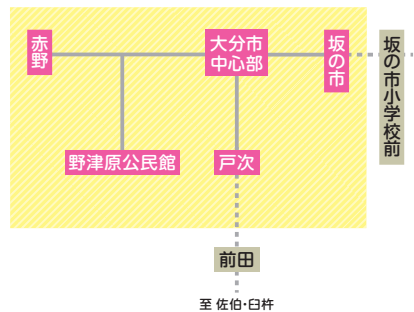 赤野
大分市
中心部
坂の市
坂の市小学校前
野津原公民館
戸次
前田
至 佐伯・臼杵